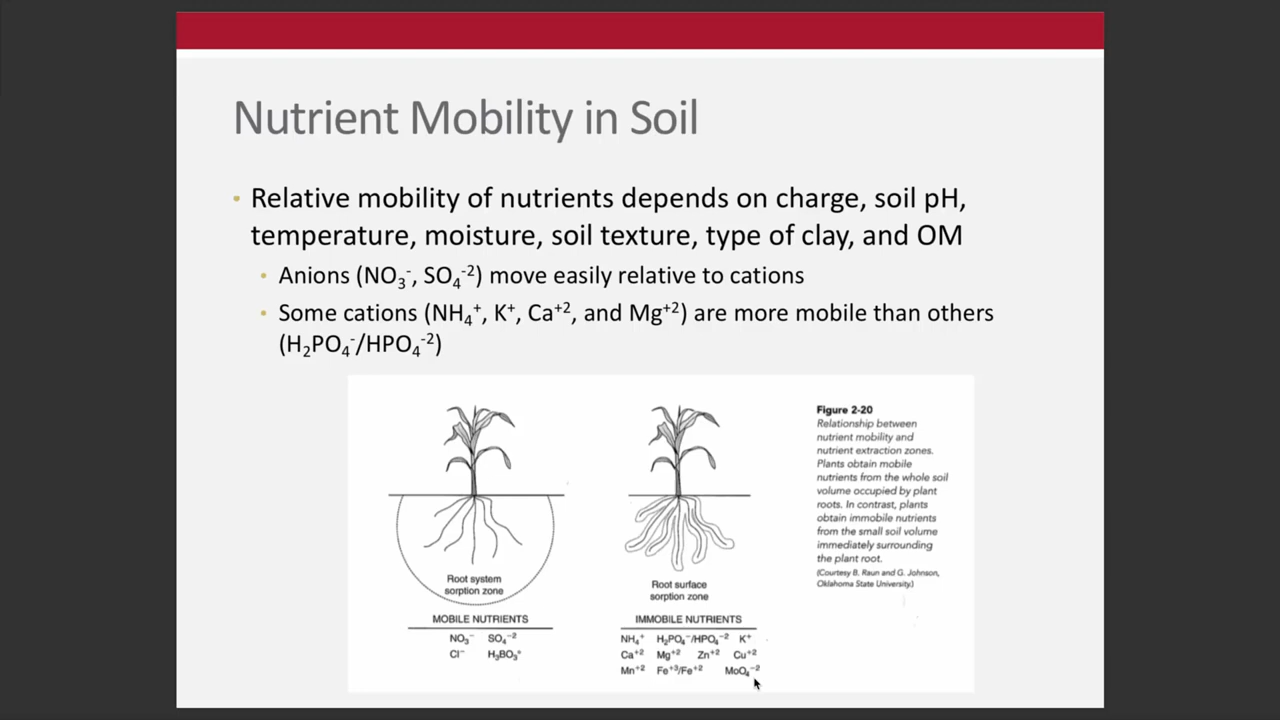 Nutrient Mobility in Soil
• Relative mobility of nutrients depends on charge, soil pH,
temperature, moisture, soil texture, type of clay, and OM
• Anions (NO₃⁻, SO₄⁻²) move easily relative to cations
• Some cations (NH₄⁺, K⁺, Ca⁺², and Mg⁺²) are more mobile than others
(H₂PO₄⁻/HPO₄⁻²)
Root system
sorption zone
MOBILE NUTRIENTS
NO₃⁻ SO₄⁻²
Cl⁻ H₃BO₃°
Root surface
sorption zone
IMMOBILE NUTRIENTS
NH₄⁺ H₂PO₄⁻/HPO₄⁻² K⁺
Ca⁺² Mg⁺² Zn⁺² Cu⁺²
Mn⁺² Fe⁺³/Fe⁺² MoO₄⁻²
Figure 2-20
Relationship between
nutrient mobility and
nutrient extraction zones.
Plants obtain mobile
nutrients from the whole soil
volume occupied by plant
roots. In contrast, plants
obtain immobile nutrients
from the small soil volume
immediately surrounding
the plant root.
(Courtesy B. Raun and G. Johnson,
Oklahoma State University.)